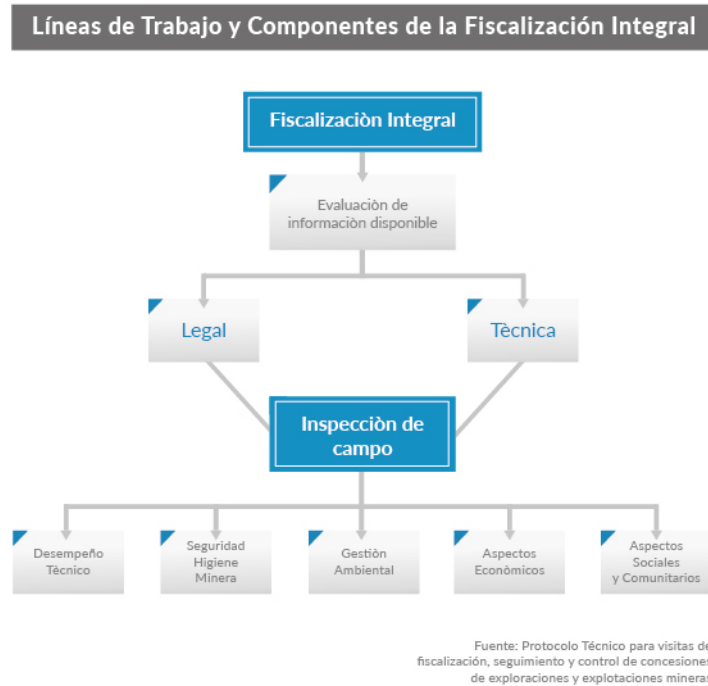 Líneas de Trabajo y Componentes de la Fiscalización Integral
Fiscalizaciòn Integral
Evaluaciòn de
informaciòn disponible
Legal
Tècnica
Inspecciòn de
campo
Desempeño
Tècnico
Seguridad
Higiene
Minera
Gestiòn
Ambiental
Aspectos
Econòmicos
Aspectos
Sociales
y Comunitarios
Fuente: Protocolo Técnico para visitas de
fiscalización, seguimiento y control de concesiones
de exploraciones y explotaciones mineras